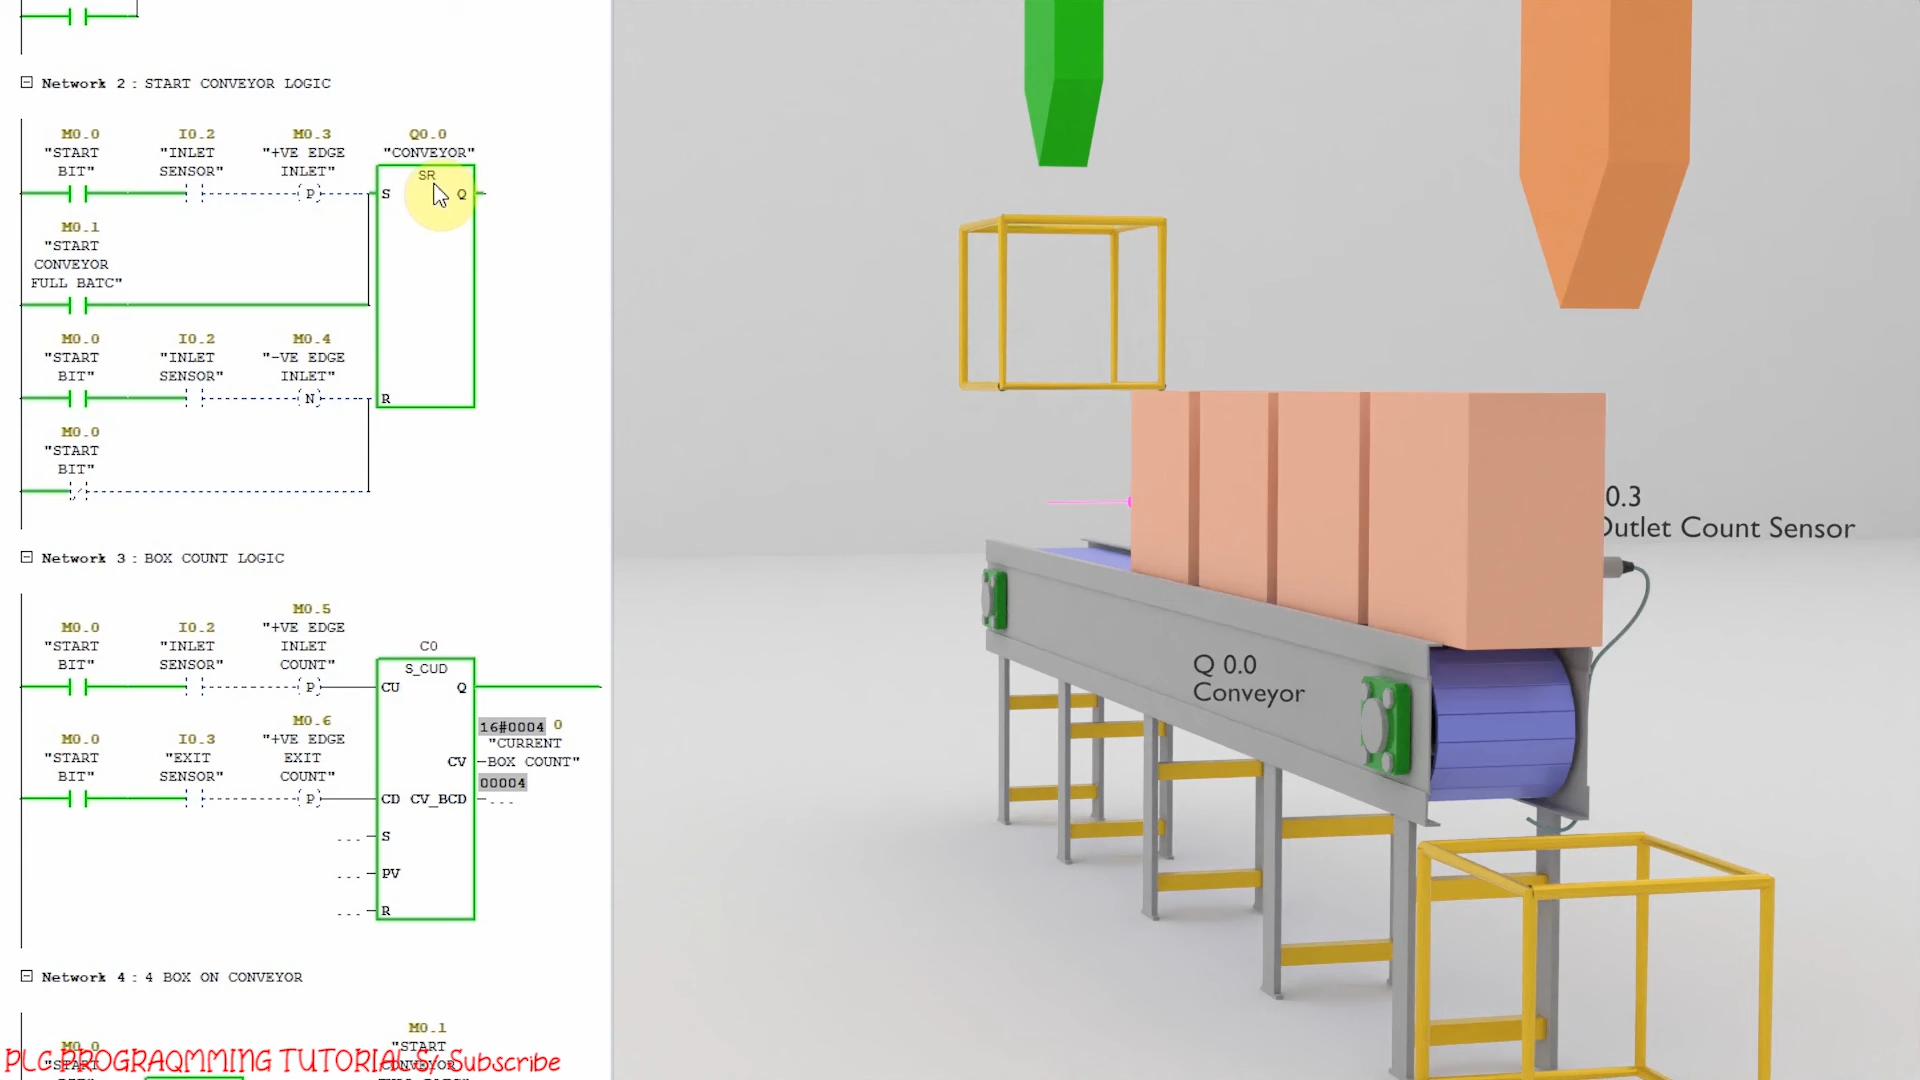 Network 2 : START CONVEYOR LOGIC
M0.0 I0.2 M0.3 Q0.0
"START "INLET "+VE EDGE "CONVEYOR"
BIT" SENSOR" INLET" SR
P S Q
M0.1
"START
CONVEYOR
FULL BATC"
M0.0 I0.2 M0.4
"START "INLET "-VE EDGE
BIT" SENSOR" INLET"
N R
M0.0
"START
BIT"
Network 3 : BOX COUNT LOGIC
M0.5
M0.0 I0.2 "+VE EDGE
"START "INLET INLET C0
BIT" SENSOR" COUNT" S_CUD
P CU Q
M0.6 16#0004 0
M0.0 I0.3 "+VE EDGE "CURRENT
"START "EXIT EXIT CV BOX COUNT"
BIT" SENSOR" COUNT" 00004
P CD CV_BCD ...
... S
... PV
... R
Network 4 : 4 BOX ON CONVEYOR
M0.1
M0.0 "START
"START CONVEYOR
PLC PROGRAQMMING TUTORIALS/ Subscribe
0.3
Outlet Count Sensor
Q 0.0
Conveyor